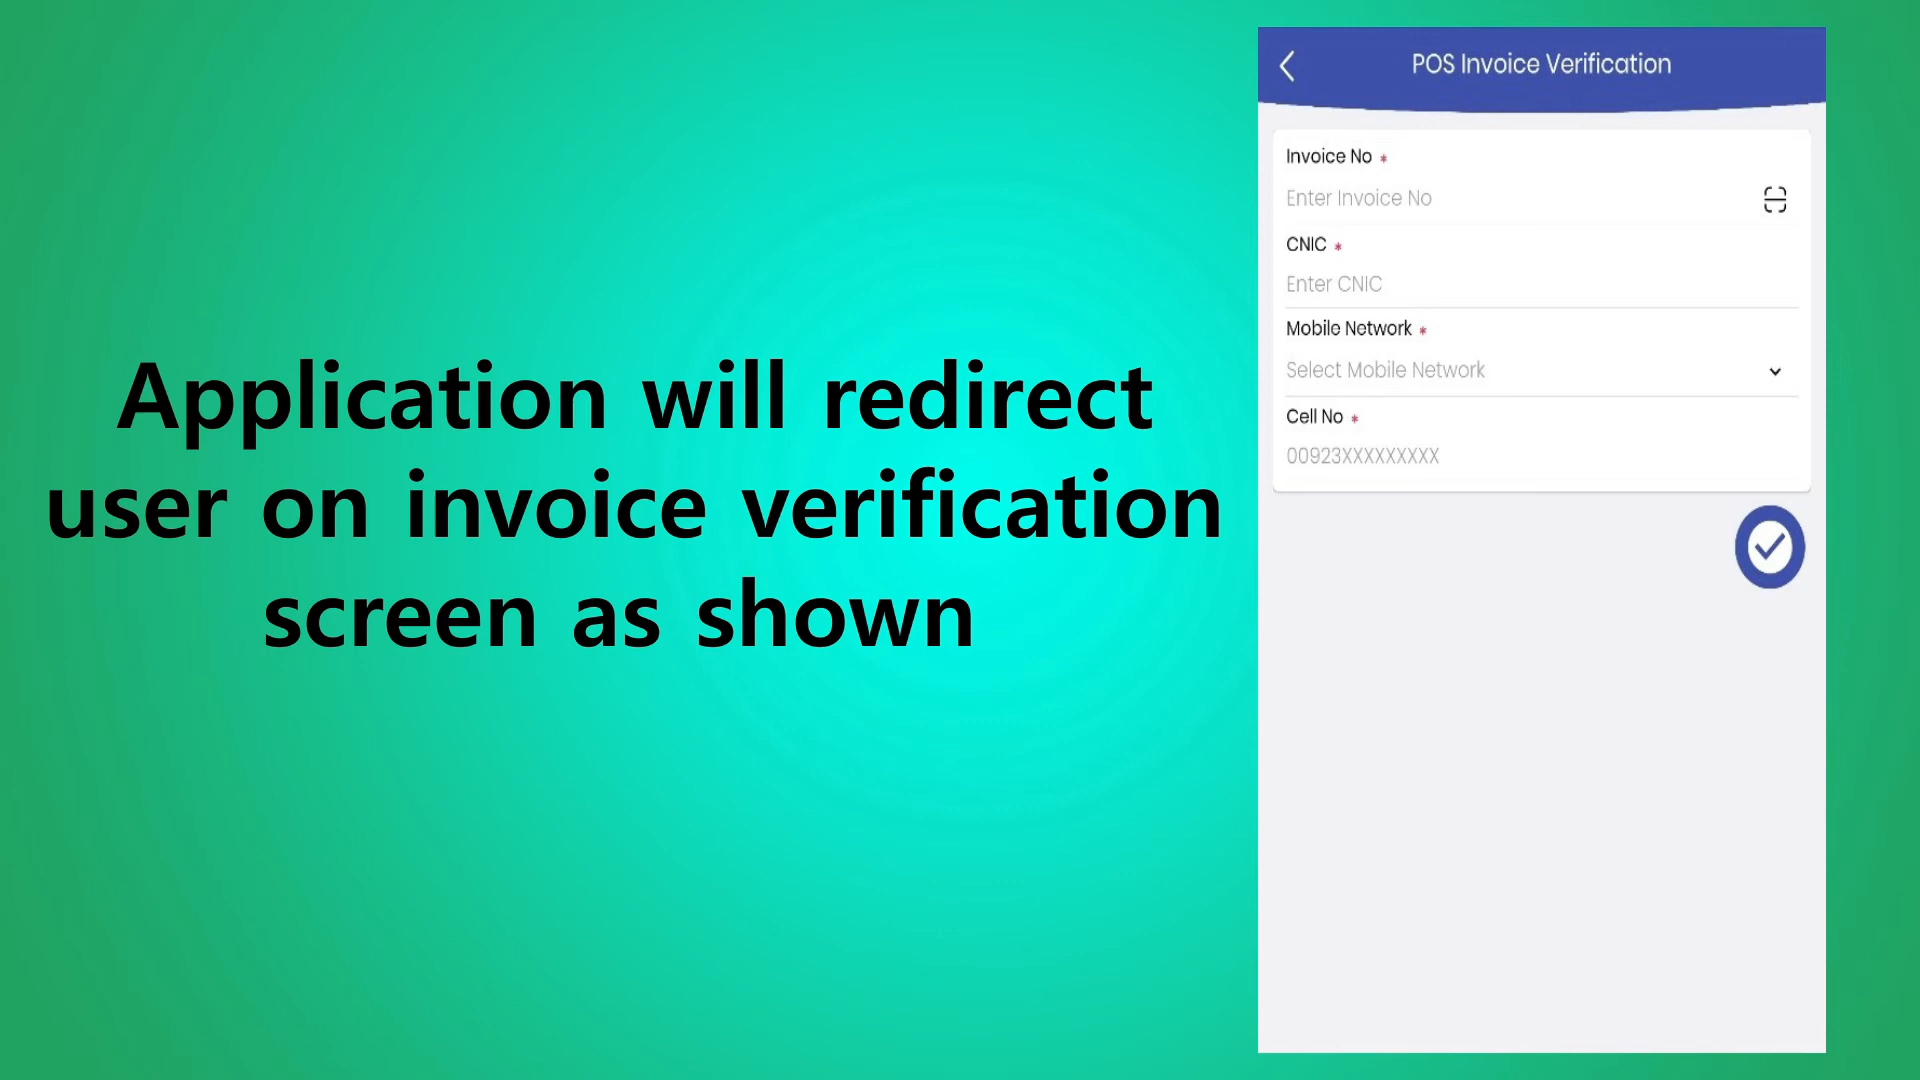 Application will redirect
user on invoice verification
screen as shown
POS Invoice Verification
Invoice No *
Enter Invoice No
CNIC *
Enter CNIC
Mobile Network *
Select Mobile Network
Cell No *
00923XXXXXXXXX